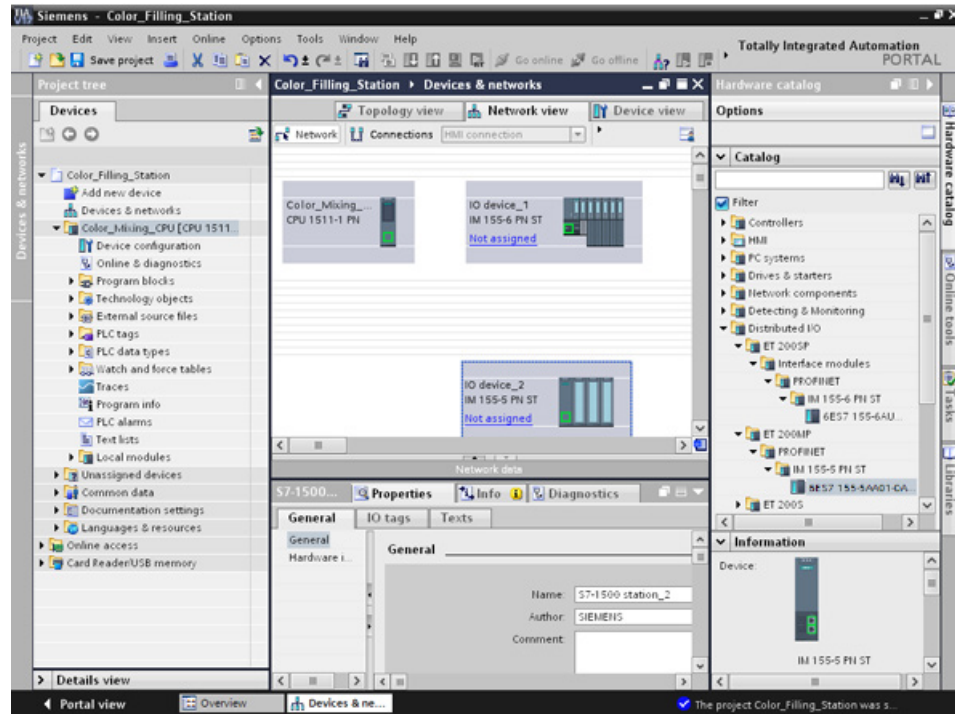 Siemens - Color_Filling_Station
Project Edit View Insert Online Options Tools Window Help
Totally Integrated Automation
PORTAL
Save project
Go online
Go offline
Project tree
Color_Filling_Station
Devices & networks
Hardware catalog
Devices
Topology view
Network view
Device view
Options
Network
Connections
HMI connection
Catalog
Color_Filling_Station
Add new device
Devices & networks
Color_Mixing_CPU [CPU 1511...
Device configuration
Online & diagnostics
Program blocks
Technology objects
External source files
PLC tags
PLC data types
Watch and force tables
Traces
Program info
PLC alarms
Text lists
Local modules
Unassigned devices
Common data
Documentation settings
Languages & resources
Online access
Card Reader/USB memory
Details view
Color_Mixing_...
CPU 1511-1 PN
IO device_1
IM 155-6 PN ST
Not assigned
IO device_2
IM 155-5 PN ST
Not assigned
Network data
S7-1500...
Properties
Info
Diagnostics
General
IO tags
Texts
General
Hardware i...
General
Name:
S7-1500 station_2
Author:
SIEMENS
Comment:
Filter
Controllers
HMI
PC systems
Drives & starters
Network components
Detecting & Monitoring
Distributed I/O
ET 200SP
Interface modules
PROFINET
IM 155-6 PN ST
6ES7 155-6AU...
ET 200MP
PROFINET
IM 155-5 PN ST
6ES7 155-5AA01-0A...
ET 200S
Information
Device:
IM 155-5 PN ST
Devices & networks
Hardware catalog
Online tools
Tasks
Libraries
Portal view
Overview
Devices & ne...
The project Color_Filling_Station was s...